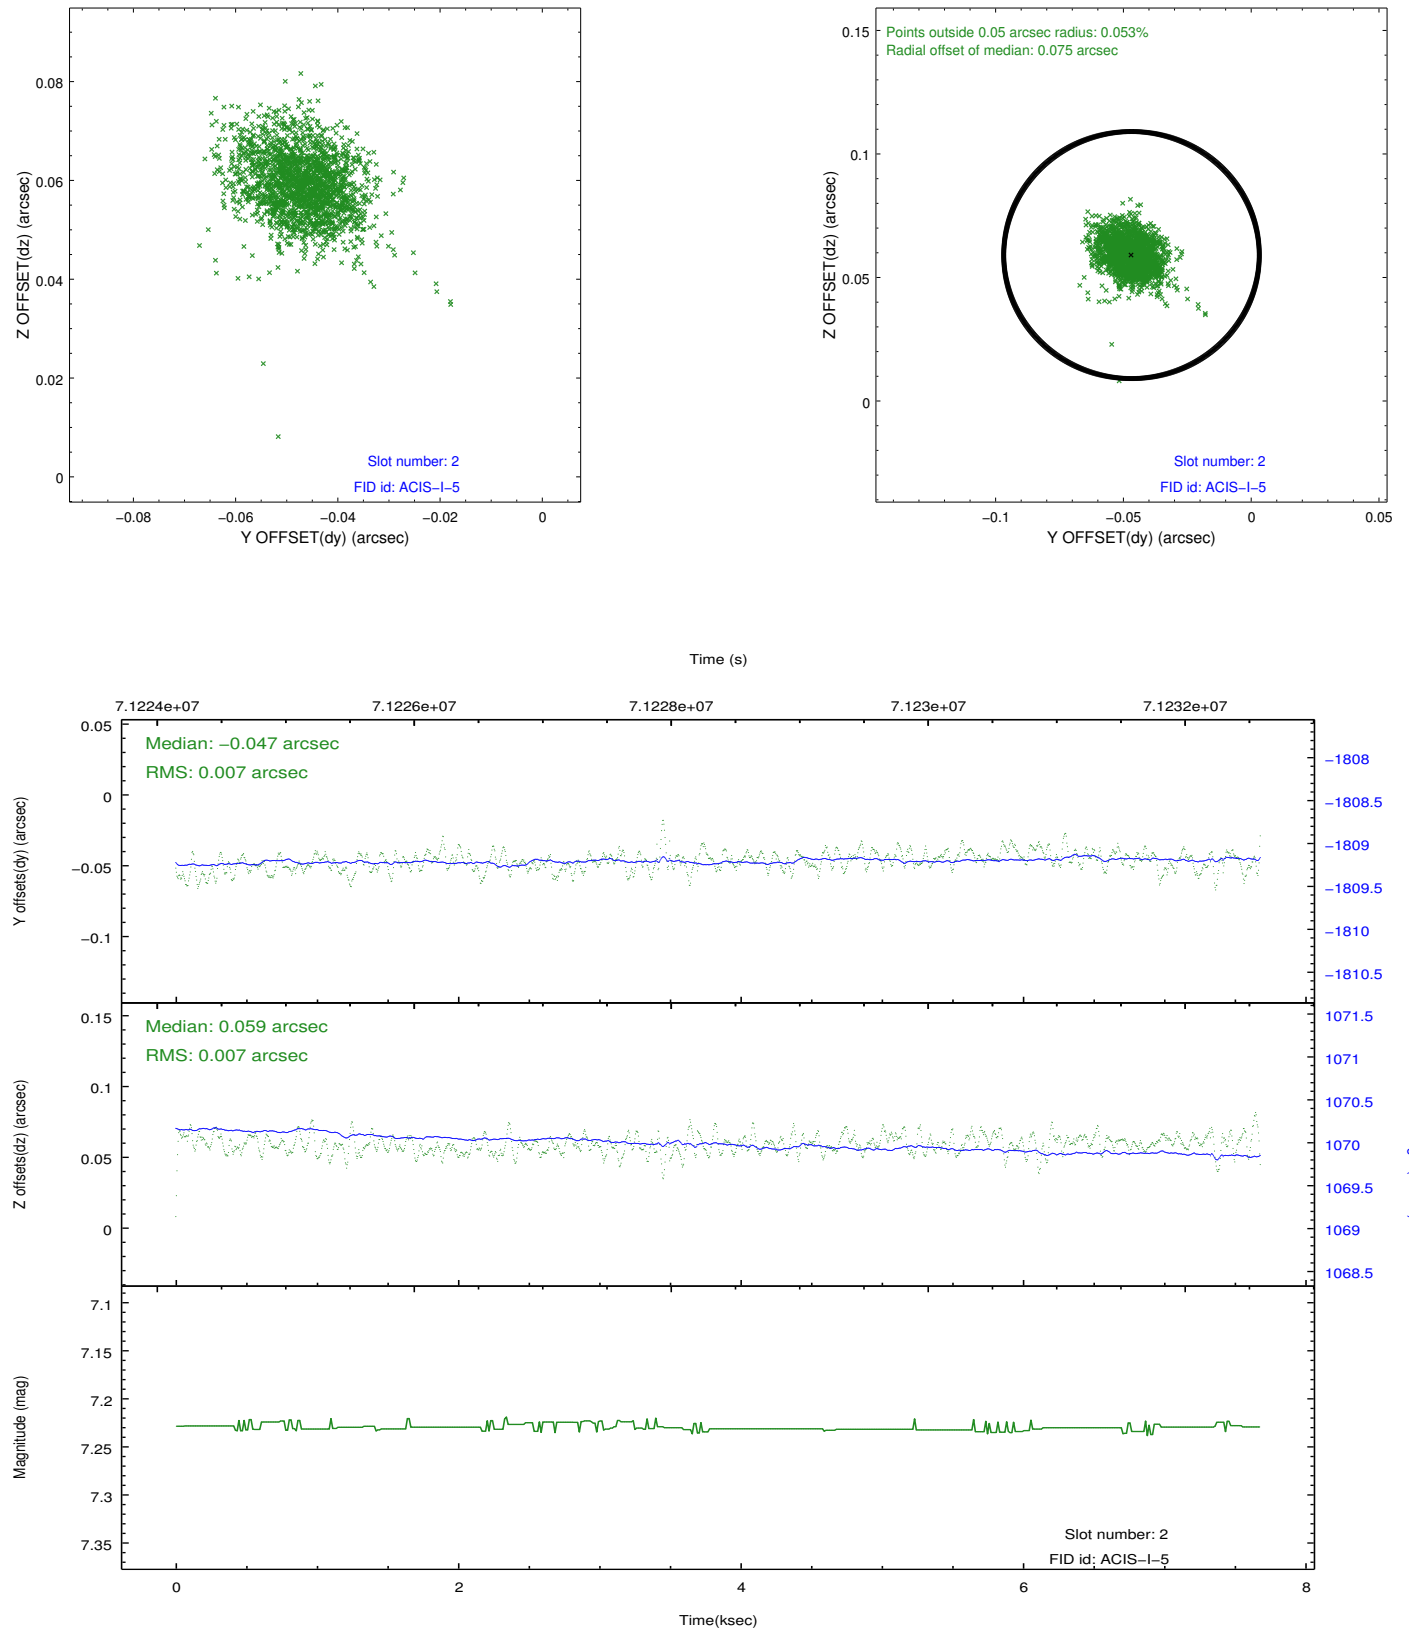 0.08
0.06
0.04
0.02
0
Z OFFSET(dz) (arcsec)
Slot number: 2
FID id: ACIS−I−5
−0.08 −0.06 −0.04 −0.02 0
Y OFFSET(dy) (arcsec)
Points outside 0.05 arcsec radius: 0.053%
Radial offset of median: 0.075 arcsec
0.15
0.1
0.05
0
Z OFFSET(dz) (arcsec)
Slot number: 2
FID id: ACIS−I−5
−0.1 −0.05 0 0.05
Y OFFSET(dy) (arcsec)
Time (s)
7.1224e+07 7.1226e+07 7.1228e+07 7.123e+07 7.1232e+07
Median: −0.047 arcsec
RMS: 0.007 arcsec
0.05
0
−0.05
−0.1
Y offsets(dy) (arcsec)
−1808
−1808.5
−1809
−1809.5
−1810
−1810.5
Median: 0.059 arcsec
RMS: 0.007 arcsec
0.15
0.1
0.05
0
Z offsets(dz) (arcsec)
1071.5
1071
1070.5
1070
1069.5
1069
1068.5
7.1
7.15
7.2
7.25
7.3
7.35
Magnitude (mag)
Slot number: 2
FID id: ACIS−I−5
0 2 4 6 8
Time(ksec)